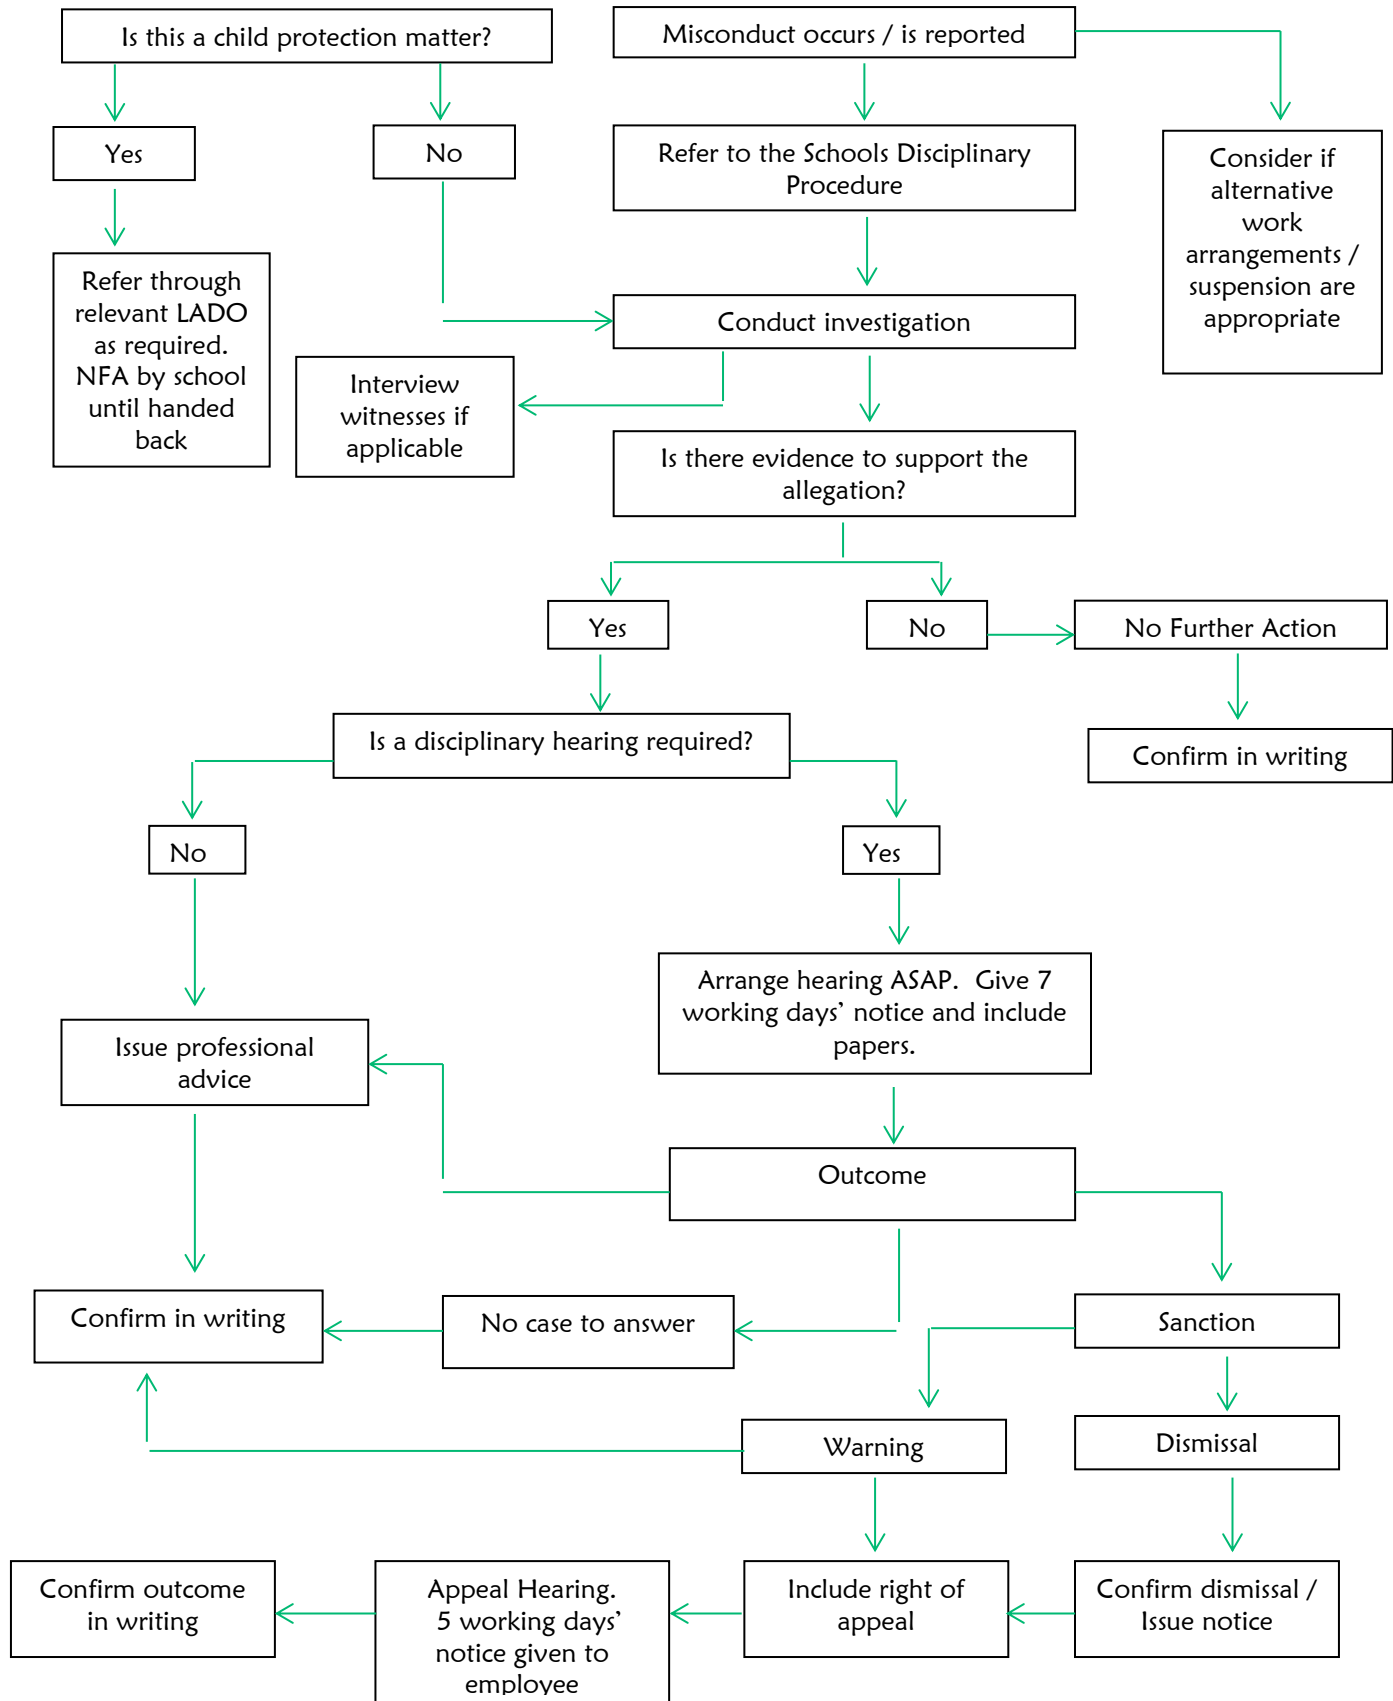 Is this a child protection matter?
Misconduct occurs / is reported
Yes
No
Refer to the Schools Disciplinary
Procedure
Consider if
alternative
work
arrangements /
suspension are
appropriate
Refer through
relevant LADO
as required.
NFA by school
until handed
back
Conduct investigation
Interview
witnesses if
applicable
Is there evidence to support the
allegation?
Yes
No
No Further Action
Is a disciplinary hearing required?
Confirm in writing
No
Yes
Arrange hearing ASAP.  Give 7
working days’ notice and include
papers.
Issue professional
advice
Outcome
Confirm in writing
No case to answer
Sanction
Warning
Dismissal
Confirm outcome
in writing
Appeal Hearing.
5 working days’
notice given to
employee
Include right of
appeal
Confirm dismissal /
Issue notice